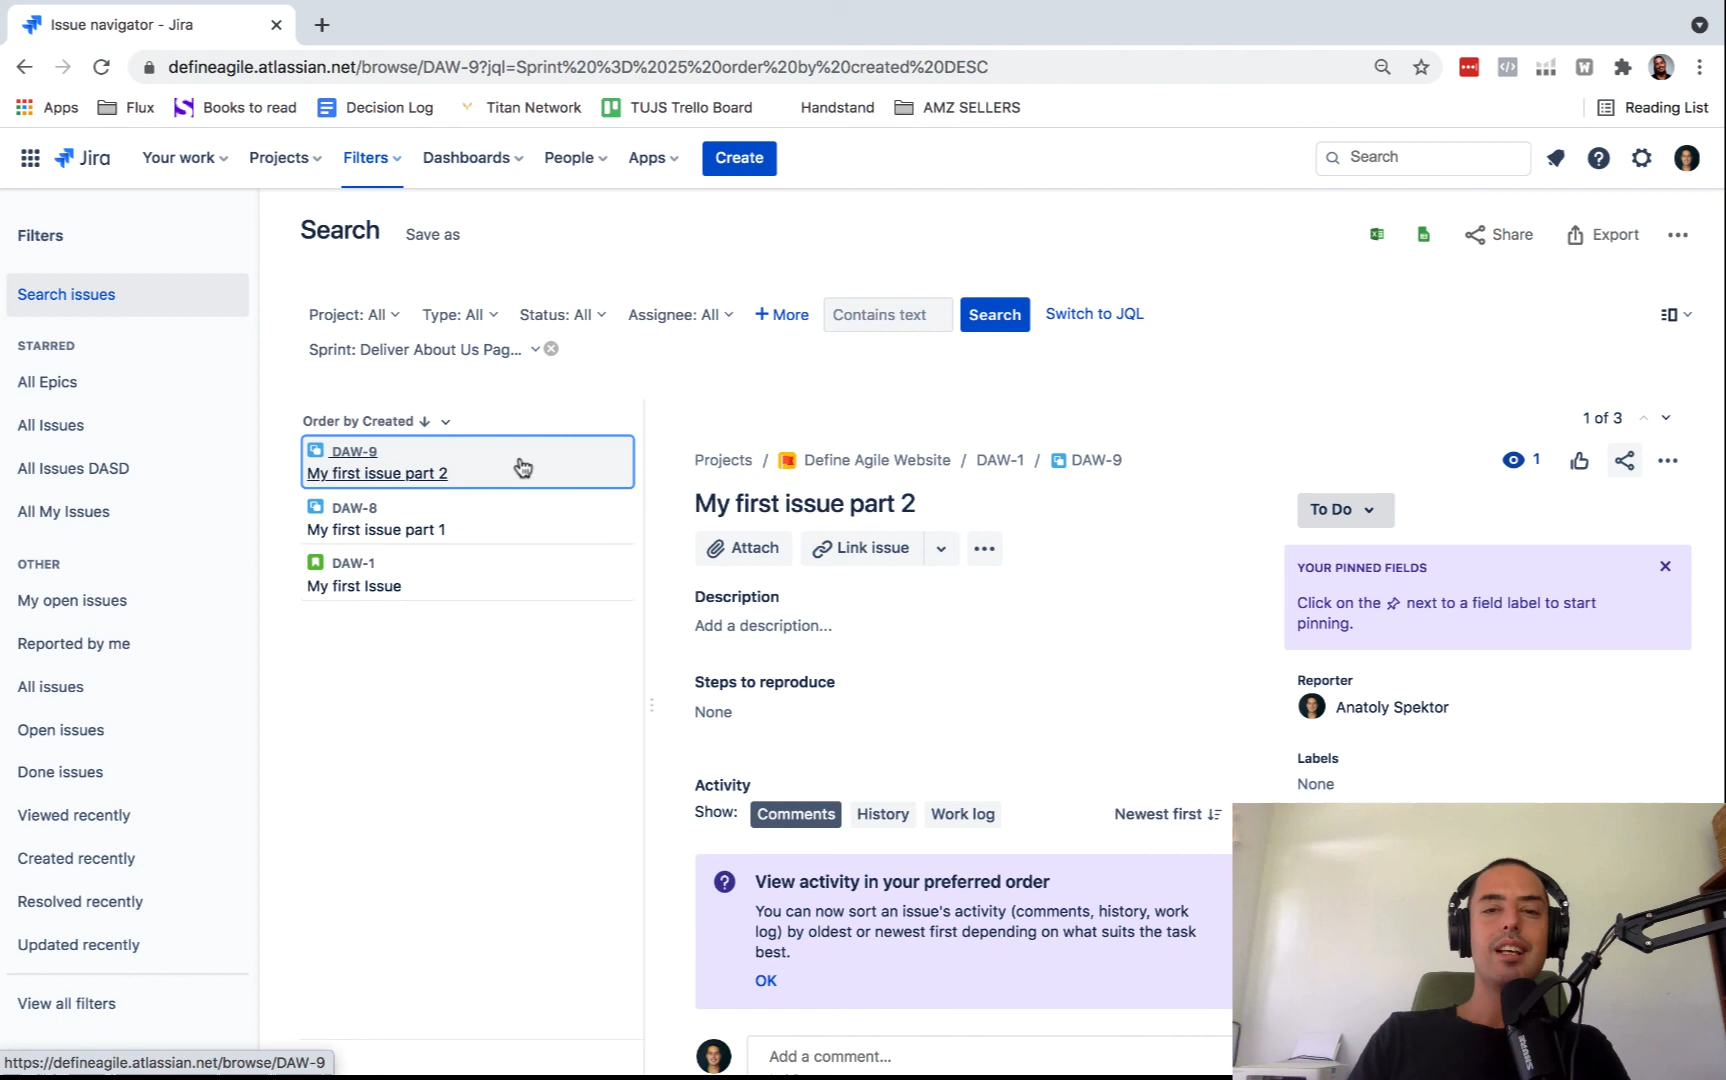 Issue navigator - Jira
defineagile.atlassian.net/browse/DAW-9?jql=Sprint%20%3D%2025%20order%20by%20created%20DESC
Apps Flux Books to read Decision Log Titan Network TUJS Trello Board Handstand AMZ SELLERS Reading List
Jira Your work Projects Filters Dashboards People Apps Create Search
Filters
Search issues
STARRED
All Epics
All Issues
All Issues DASD
All My Issues
OTHER
My open issues
Reported by me
All issues
Open issues
Done issues
Viewed recently
Created recently
Resolved recently
Updated recently
View all filters
https://defineagile.atlassian.net/browse/DAW-9
Search Save as Share Export
Project: All Type: All Status: All Assignee: All + More Contains text Search Switch to JQL
Sprint: Deliver About Us Pag...
Order by Created
DAW-9
My first issue part 2
DAW-8
My first issue part 1
DAW-1
My first Issue
1 of 3
Projects / Define Agile Website / DAW-1 / DAW-9
1
My first issue part 2
Attach Link issue
Description
Add a description...
Steps to reproduce
None
Activity
Show: Comments History Work log Newest first
View activity in your preferred order
You can now sort an issue's activity (comments, history, work
log) by oldest or newest first depending on what suits the task
best.
OK
Add a comment...
To Do
YOUR PINNED FIELDS
Click on the next to a field label to start
pinning.
Reporter
Anatoly Spektor
Labels
None
SHURE